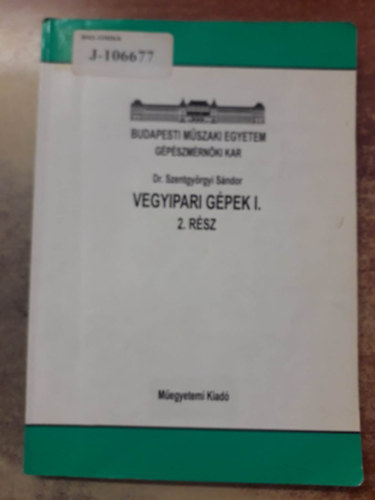 J-106677
BUDAPESTI MŰSZAKI EGYETEM
GÉPÉSZMÉRNÖKI KAR
Dr. Szentgyörgyi Sándor
VEGYIPARI GÉPEK I.
2. RÉSZ
Műegyetemi Kiadó